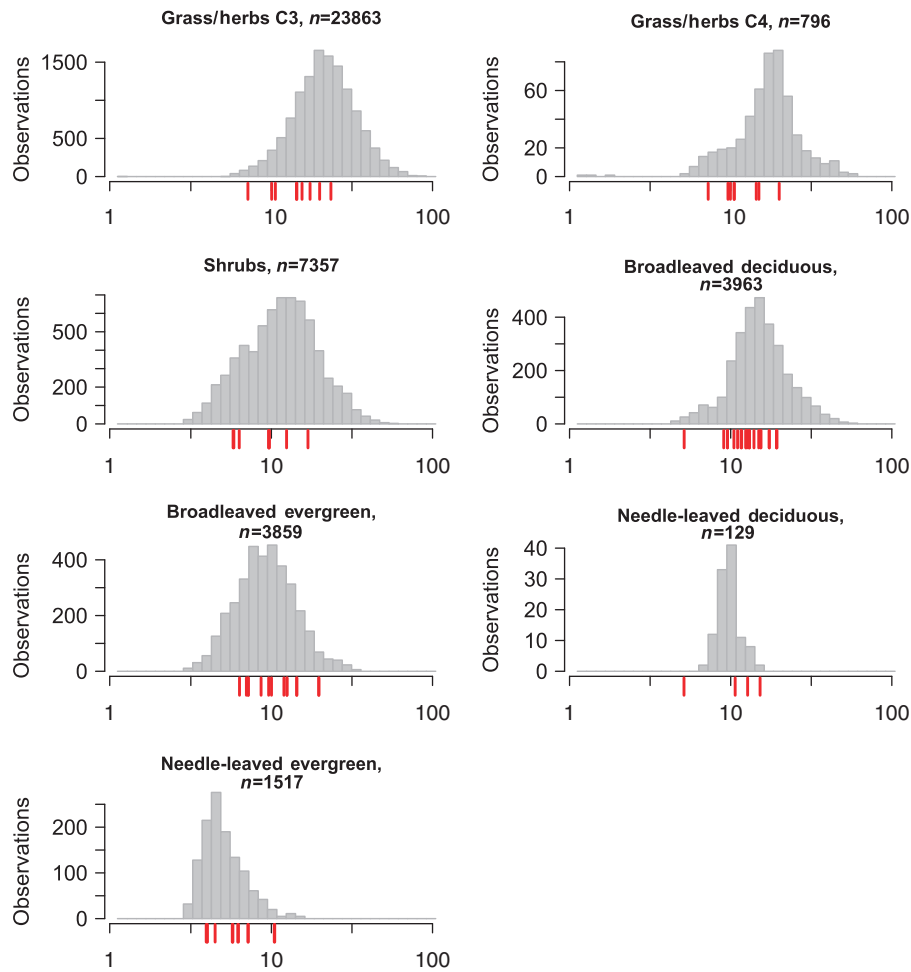 Grass/herbs C3, n=23863
Observations
1500
500
0
1
10
100
Grass/herbs C4, n=796
Observations
60
20
0
1
10
100
Shrubs, n=7357
Observations
500
200
0
1
10
100
Broadleaved deciduous,
n=3963
Observations
400
200
0
1
10
100
Broadleaved evergreen,
n=3859
Observations
400
200
0
1
10
100
Needle-leaved deciduous,
n=129
Observations
40
30
20
10
0
1
10
100
Needle-leaved evergreen,
n=1517
Observations
200
100
0
1
10
100